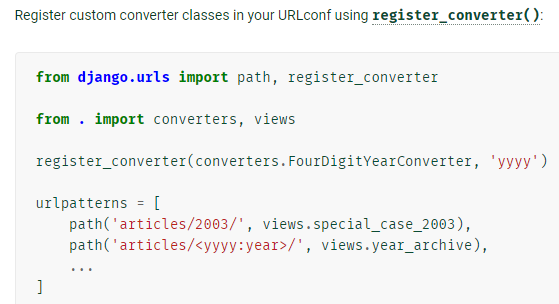 Register custom converter classes in your URLconf using register_converter():
from django.urls import path, register_converter
from . import converters, views
register_converter(converters.FourDigitYearConverter, 'yyyy')
urlpatterns = [
    path('articles/2003/', views.special_case_2003),
    path('articles/<yyyy:year>/', views.year_archive),
    ...
]